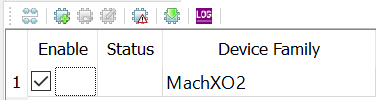 LOG
Enable Status Device Family
1 MachXO2